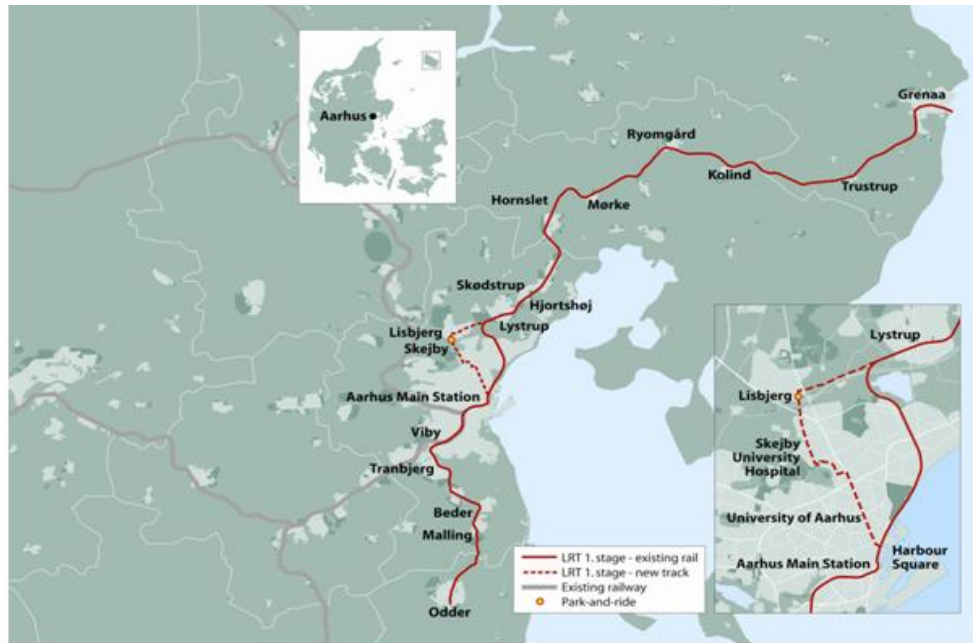 Aarhus
Grenaa
Ryomgård
Kolind
Trustrup
Hornslet
Mørke
Skødstrup
Hjortshøj
Lisbjerg
Lystrup
Skejby
Aarhus Main Station
Viby
Tranbjerg
Beder
Malling
Odder
LRT 1. stage - existing rail
LRT 1. stage - new track
Existing railway
Park-and-ride
Lystrup
Lisbjerg
Skejby
University
Hospital
University of Aarhus
Harbour
Aarhus Main Station
Square